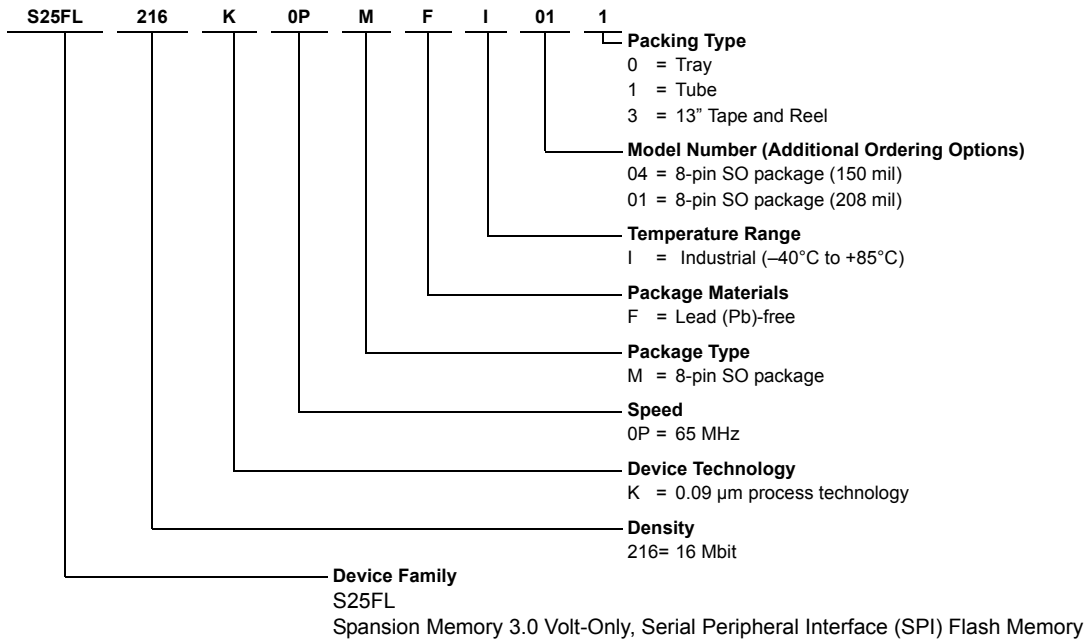 S25FL 216 K 0P M F I 01 1
Packing Type
0 = Tray
1 = Tube
3 = 13” Tape and Reel
Model Number (Additional Ordering Options)
04 = 8-pin SO package (150 mil)
01 = 8-pin SO package (208 mil)
Temperature Range
I = Industrial (–40°C to +85°C)
Package Materials
F = Lead (Pb)-free
Package Type
M = 8-pin SO package
Speed
0P = 65 MHz
Device Technology
K = 0.09 µm process technology
Density
216= 16 Mbit
Device Family
S25FL
Spansion Memory 3.0 Volt-Only, Serial Peripheral Interface (SPI) Flash Memory